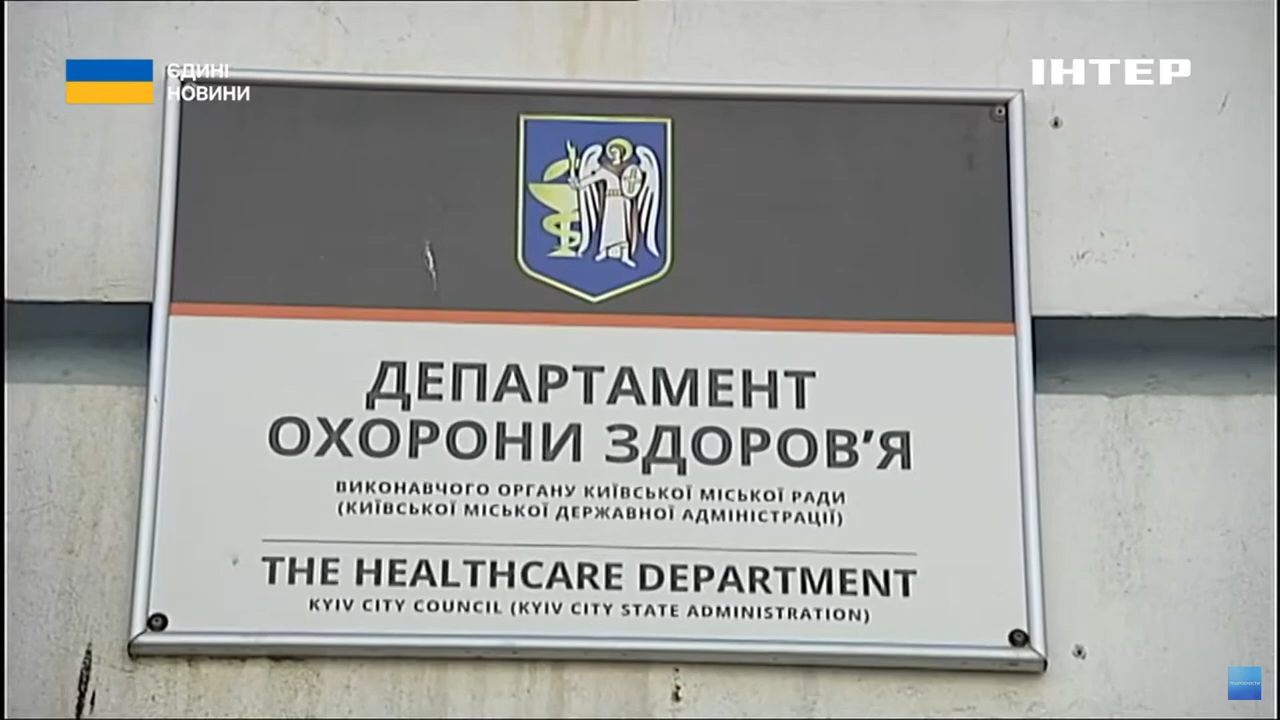 ЄДИНІ
НОВИНИ
ІНТЕР
ДЕПАРТАМЕНТ
ОХОРОНИ ЗДОРОВ’Я
ВИКОНАВЧОГО ОРГАНУ КИЇВСЬКОЇ МІСЬКОЇ РАДИ
(КИЇВСЬКОЇ МІСЬКОЇ ДЕРЖАВНОЇ АДМІНІСТРАЦІЇ)
THE HEALTHCARE DEPARTMENT
KYIV CITY COUNCIL (KYIV CITY STATE ADMINISTRATION)